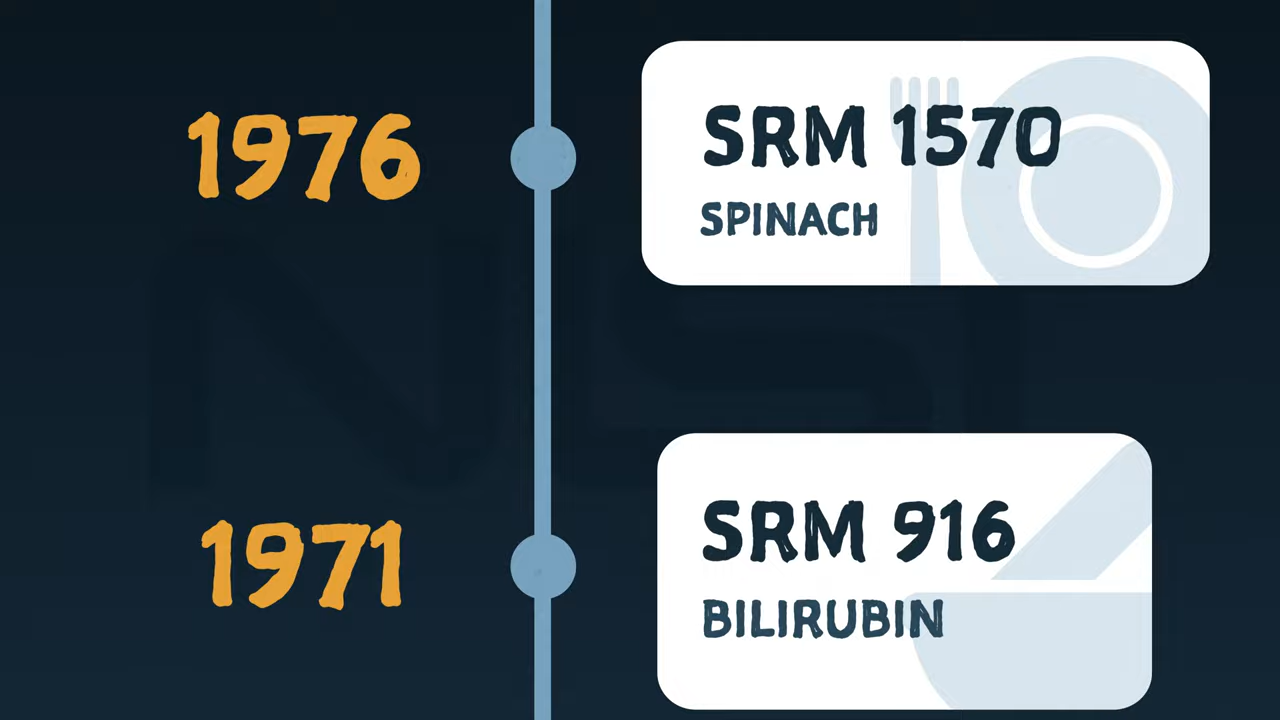 1976
SRM 1570
SPINACH
1971
SRM 916
BILIRUBIN